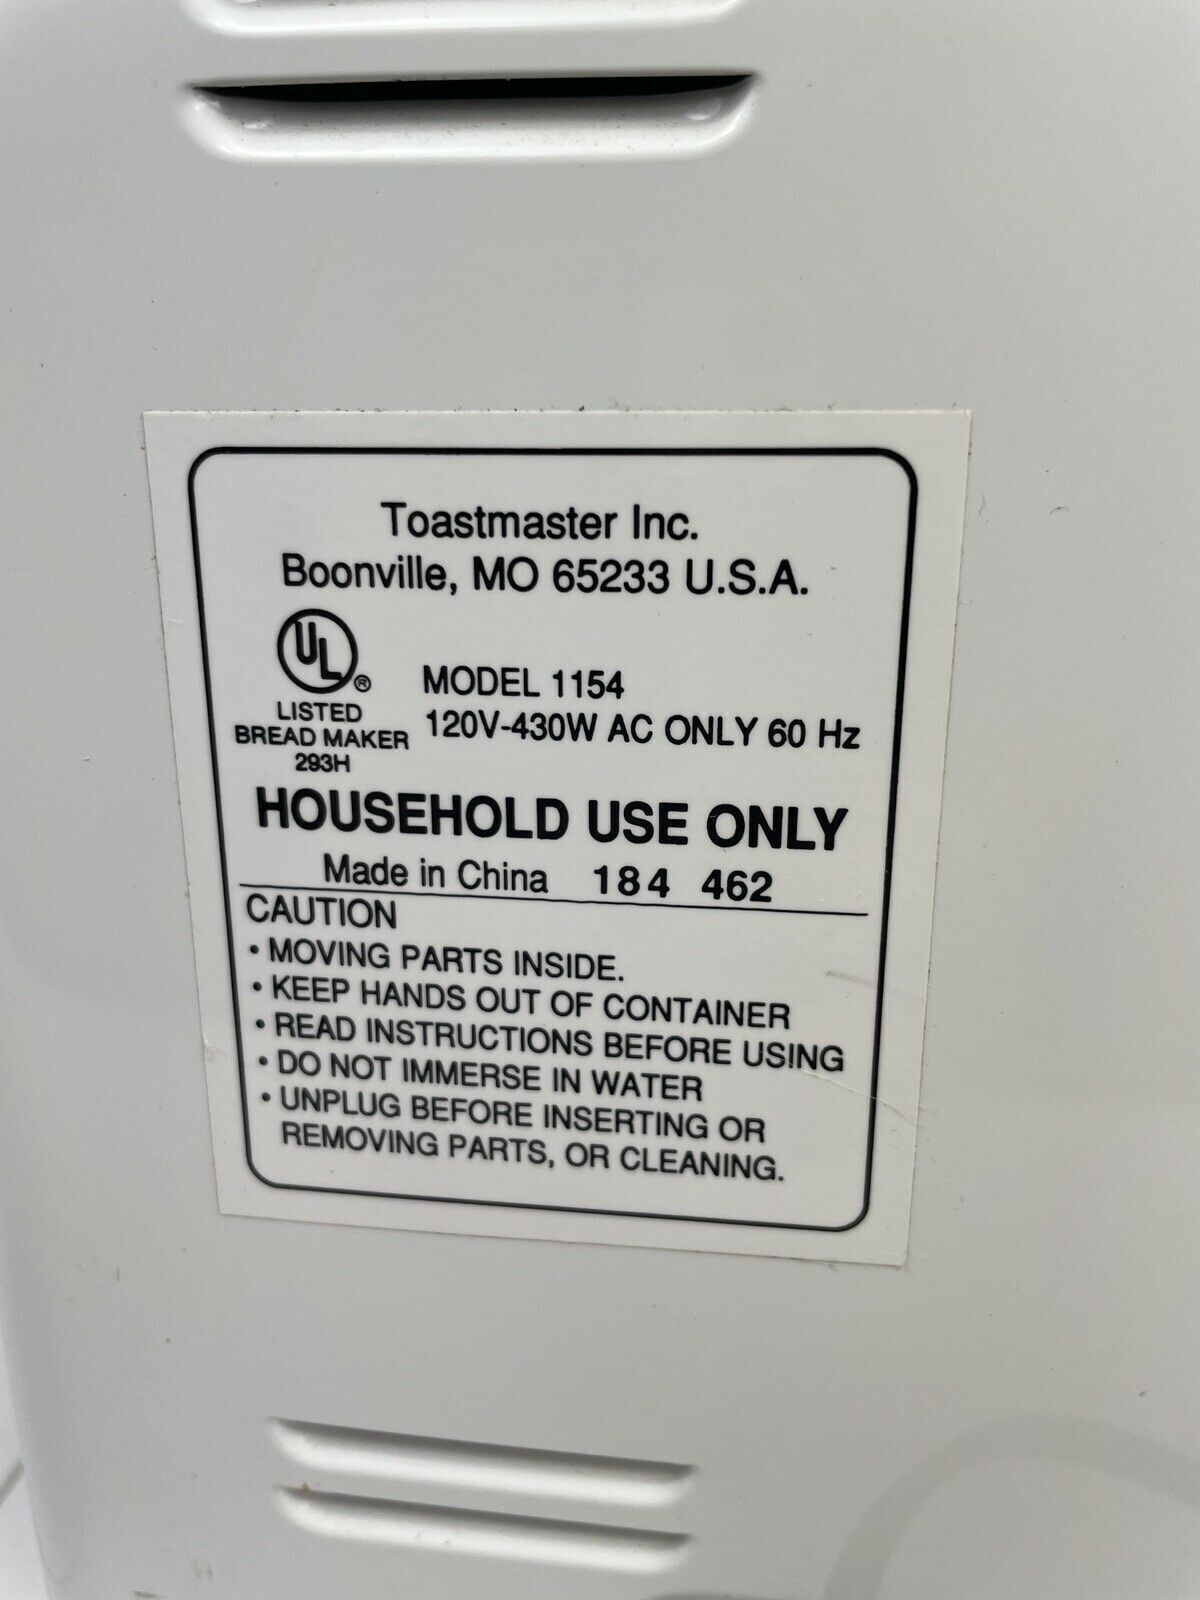 Toastmaster Inc.
Boonville, MO 65233 U.S.A.
UL®
LISTED
BREAD MAKER
293H
MODEL 1154
120V-430W AC ONLY 60 Hz
HOUSEHOLD USE ONLY
Made in China 184 462
CAUTION
• MOVING PARTS INSIDE.
• KEEP HANDS OUT OF CONTAINER
• READ INSTRUCTIONS BEFORE USING
• DO NOT IMMERSE IN WATER
• UNPLUG BEFORE INSERTING OR
REMOVING PARTS, OR CLEANING.